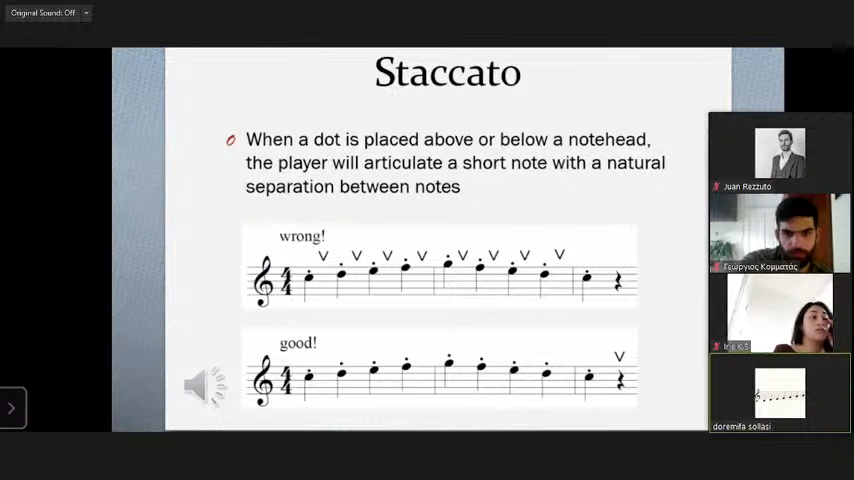 Original Sound: Off
Staccato
When a dot is placed above or below a notehead,
the player will articulate a short note with a natural
separation between notes
wrong!
good!
Juan Rezzuto
Γεώργιος Κομματάς
Iris K.S
doremifa sollasi